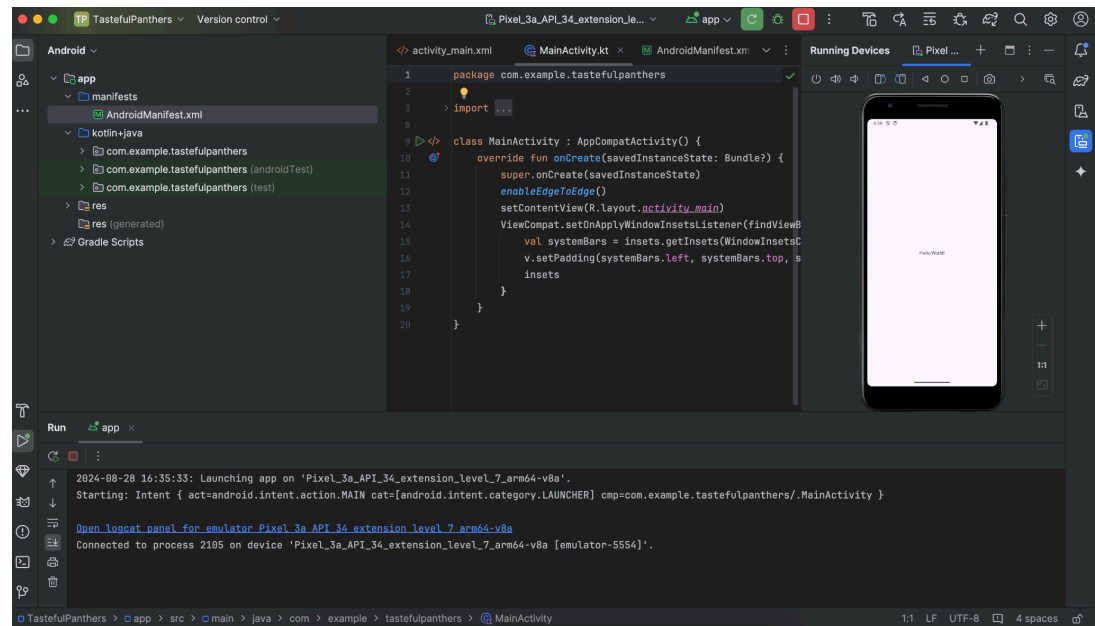 TP TastefulPanthers Version control Pixel_3a_API_34_extension_le... app
Android
app
manifests
AndroidManifest.xml
kotlin+java
com.example.tastefulpanthers
com.example.tastefulpanthers (androidTest)
com.example.tastefulpanthers (test)
res
res (generated)
Gradle Scripts
activity_main.xml MainActivity.kt AndroidManifest.xm
1 package com.example.tastefulpanthers
2
3 import ...
8
9 class MainActivity : AppCompatActivity() {
10 override fun onCreate(savedInstanceState: Bundle?) {
11 super.onCreate(savedInstanceState)
12 enableEdgeToEdge()
13 setContentView(R.layout.activity_main)
14 ViewCompat.setOnApplyWindowInsetsListener(findViewB
15 val systemBars = insets.getInsets(WindowInsetsC
16 v.setPadding(systemBars.left, systemBars.top, s
17 insets
18 }
19 }
20 }
Running Devices Pixel ...
Hello World!
1:1
Run app
2024-08-28 16:35:33: Launching app on 'Pixel_3a_API_34_extension_level_7_arm64-v8a'.
Starting: Intent { act=android.intent.action.MAIN cat=[android.intent.category.LAUNCHER] cmp=com.example.tastefulpanthers/.MainActivity }
Open logcat panel for emulator Pixel 3a API 34 extension level 7 arm64-v8a
Connected to process 2105 on device 'Pixel_3a_API_34_extension_level_7_arm64-v8a [emulator-5554]'.
TastefulPanthers > app > src > main > java > com > example > tastefulpanthers > MainActivity 1:1 LF UTF-8 4 spaces